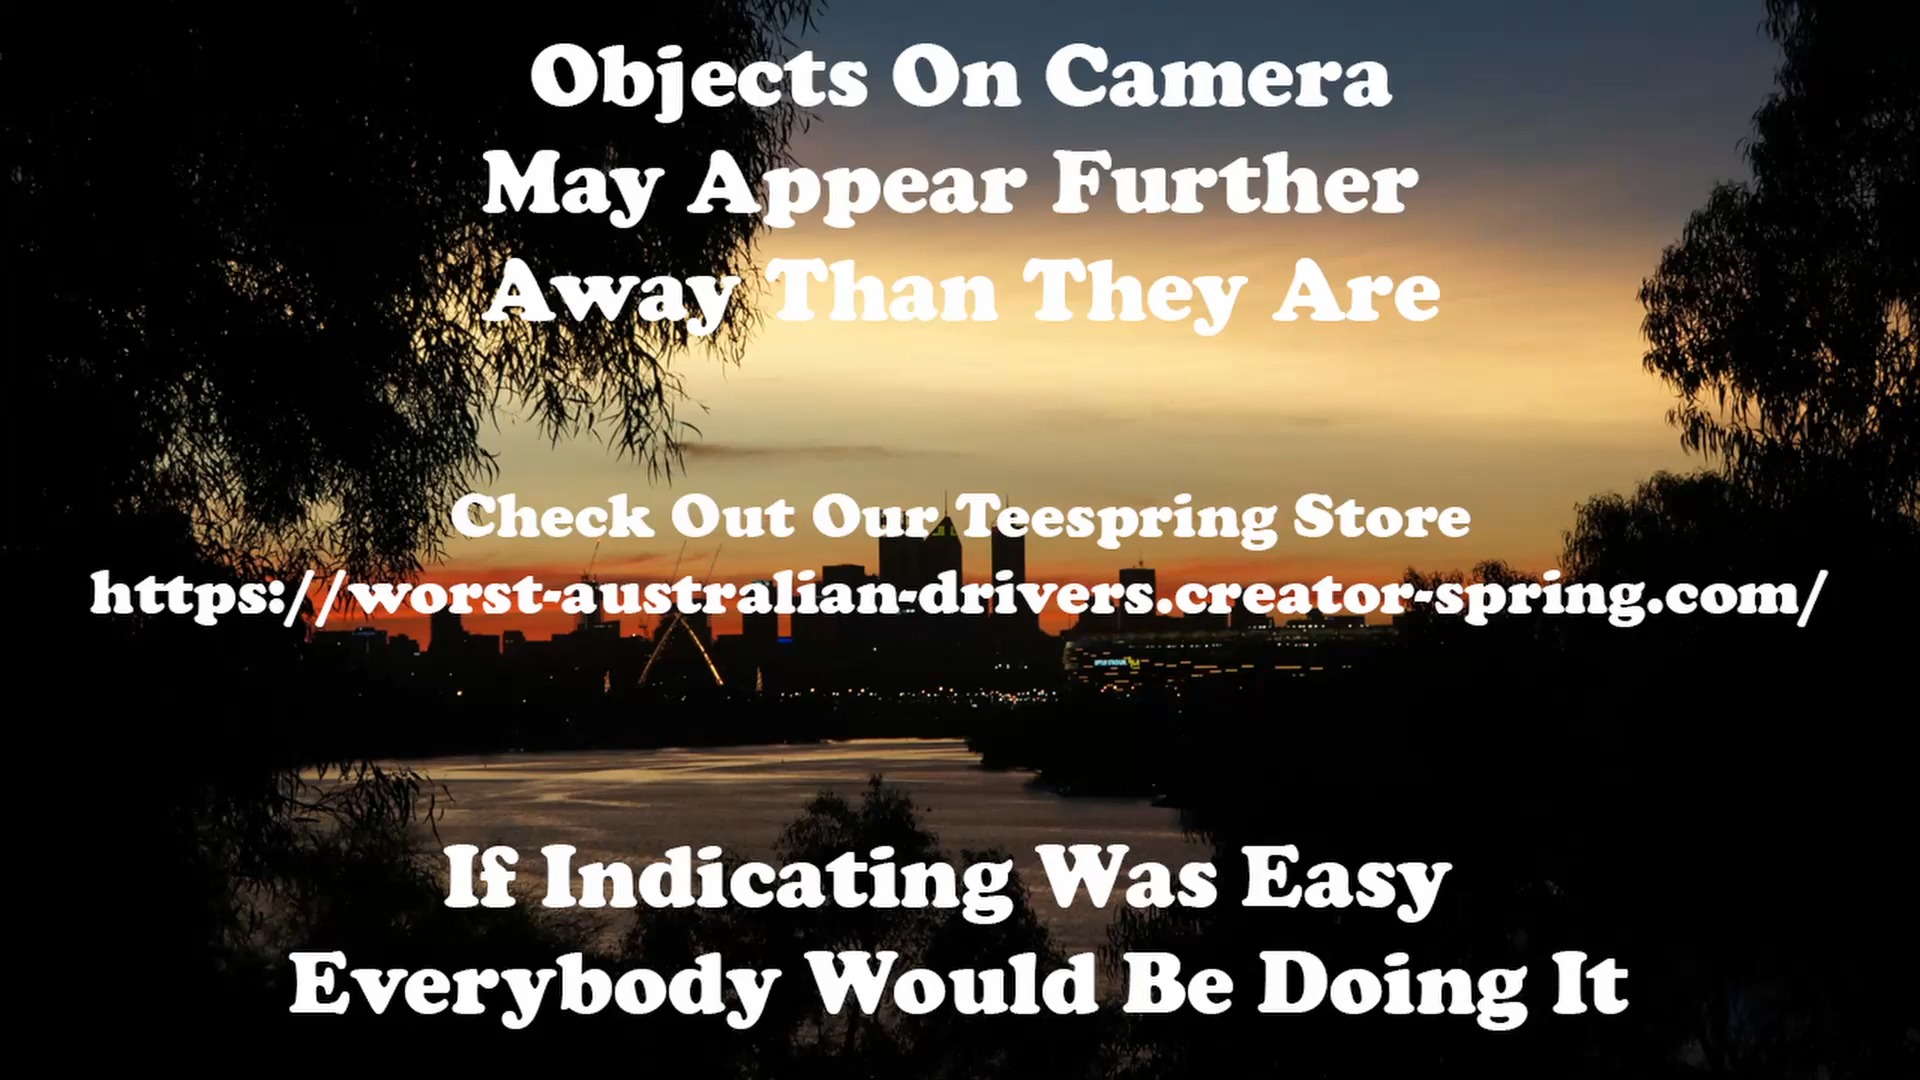 Objects On Camera
May Appear Further
Away Than They Are
Check Out Our Teespring Store
https://worst-australian-drivers.creator-spring.com/
If Indicating Was Easy
Everybody Would Be Doing It